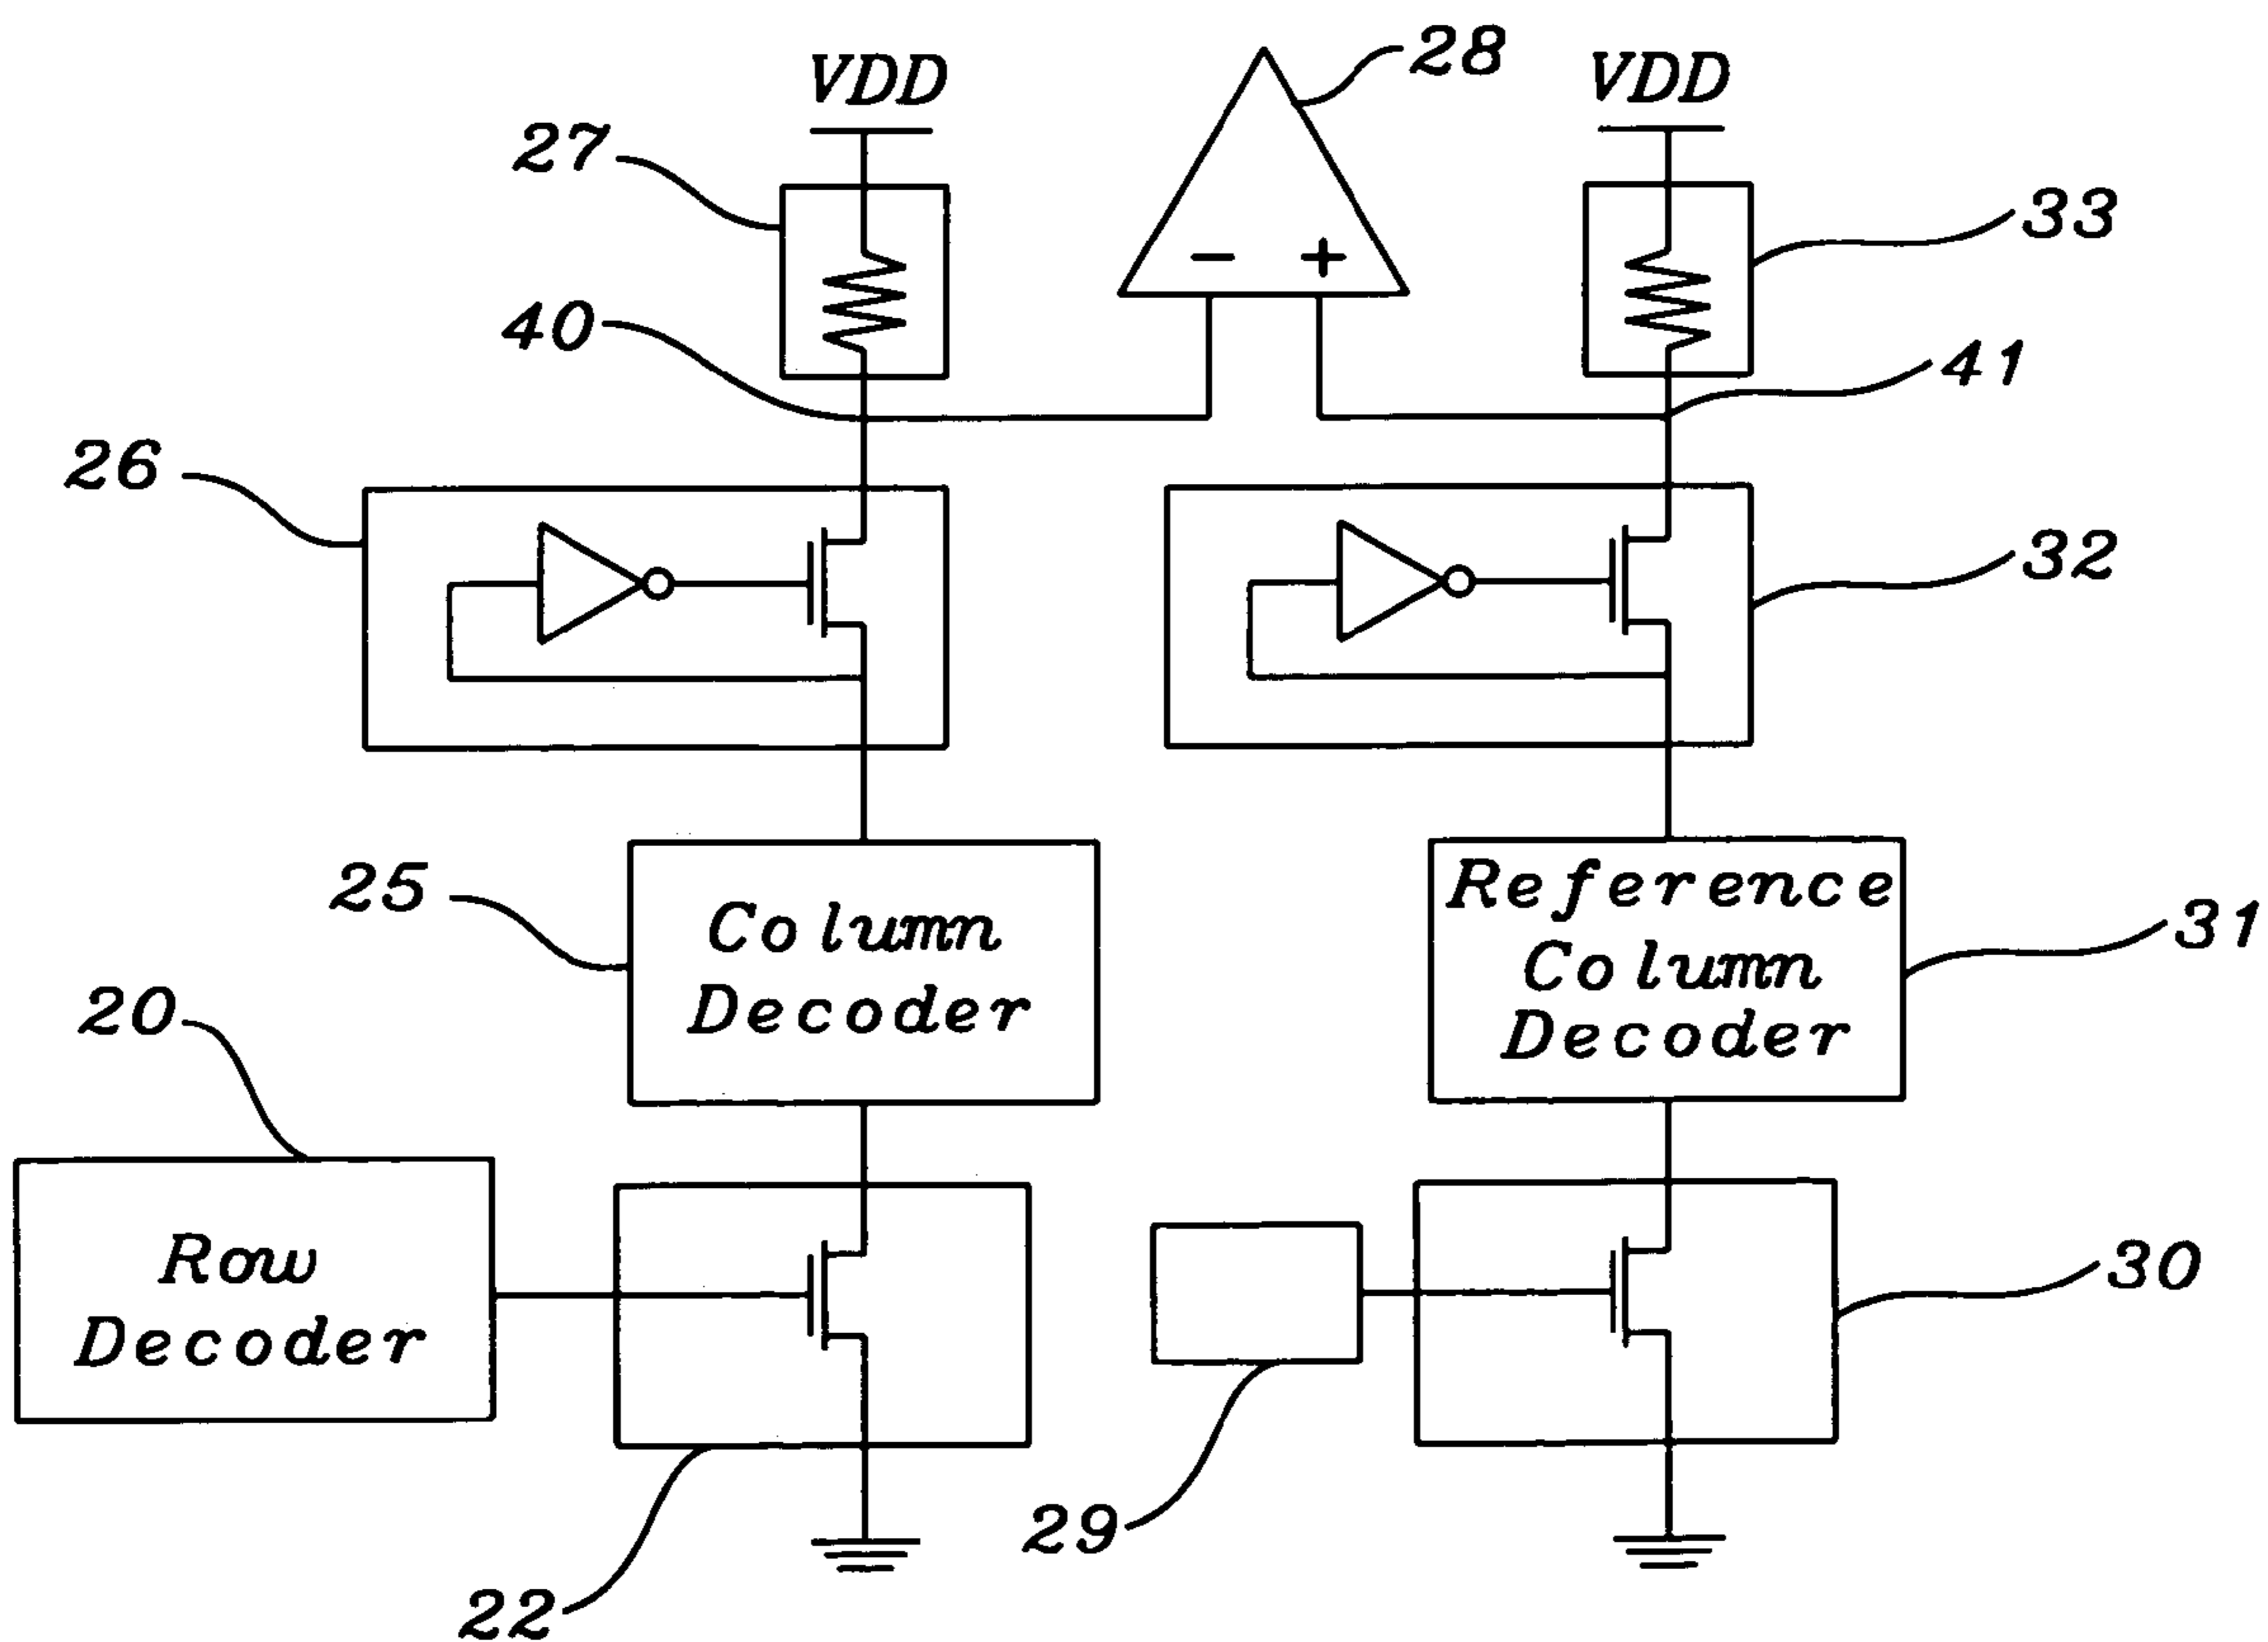 28
VDD
VDD
27
33
40
41
26
32
25
Column
Decoder
Reference
Column
Decoder
31
20
Row
Decoder
30
29
22
- +